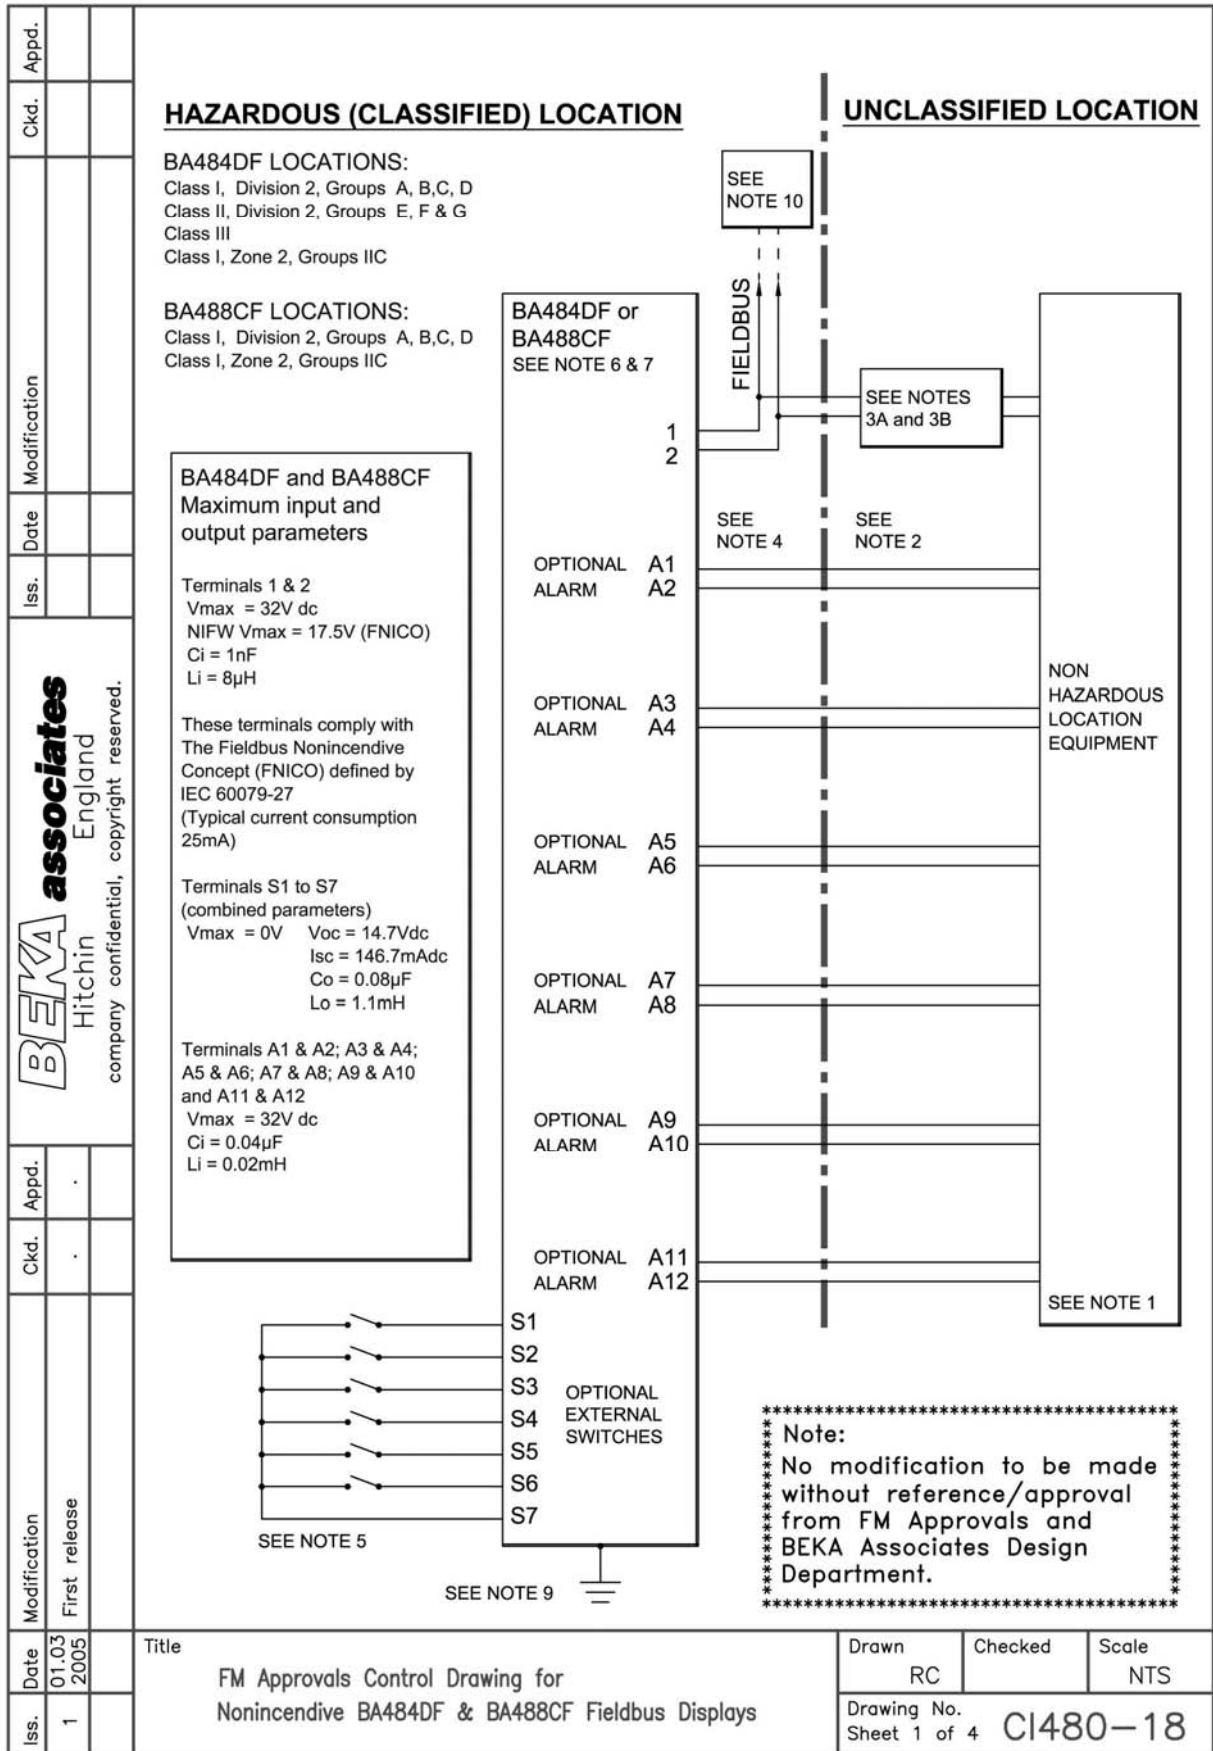 HAZARDOUS (CLASSIFIED) LOCATION
UNCLASSIFIED LOCATION
BA484DF LOCATIONS:
Class I, Division 2, Groups A, B,C, D
Class II, Division 2, Groups E, F & G
Class III
Class I, Zone 2, Groups IIC
BA488CF LOCATIONS:
Class I, Division 2, Groups A, B,C, D
Class I, Zone 2, Groups IIC
SEE
NOTE 10
FIELDBUS
BA484DF or
BA488CF
SEE NOTE 6 & 7
1
2
SEE NOTES
3A and 3B
SEE
NOTE 4
SEE
NOTE 2
BA484DF and BA488CF
Maximum input and
output parameters
Terminals 1 & 2
Vmax = 32V dc
NIFW Vmax = 17.5V (FNICO)
Ci = 1nF
Li = 8µH
These terminals comply with
The Fieldbus Nonincendive
Concept (FNICO) defined by
IEC 60079-27
(Typical current consumption
25mA)
Terminals S1 to S7
(combined parameters)
Vmax = 0V Voc = 14.7Vdc
Isc = 146.7mAdc
Co = 0.08µF
Lo = 1.1mH
Terminals A1 & A2; A3 & A4;
A5 & A6; A7 & A8; A9 & A10
and A11 & A12
Vmax = 32V dc
Ci = 0.04µF
Li = 0.02mH
OPTIONAL A1
ALARM A2
OPTIONAL A3
ALARM A4
OPTIONAL A5
ALARM A6
OPTIONAL A7
ALARM A8
OPTIONAL A9
ALARM A10
OPTIONAL A11
ALARM A12
NON
HAZARDOUS
LOCATION
EQUIPMENT
SEE NOTE 1
S1
S2
S3
S4
S5
S6
S7
OPTIONAL
EXTERNAL
SWITCHES
SEE NOTE 5
SEE NOTE 9
****************************************
Note:
No modification to be made
without reference/approval
from FM Approvals and
BEKA Associates Design
Department.
****************************************
Title
FM Approvals Control Drawing for
Nonincendive BA484DF & BA488CF Fieldbus Displays
Drawn
RC
Checked
Scale
NTS
Drawing No.
Sheet 1 of 4 CI480-18
Iss. Date Modification Ckd. Appd.
1 01.03 2005 First release . .
BEKA associates
Hitchin England
company confidential, copyright reserved.
Iss. Date Modification Ckd. Appd.